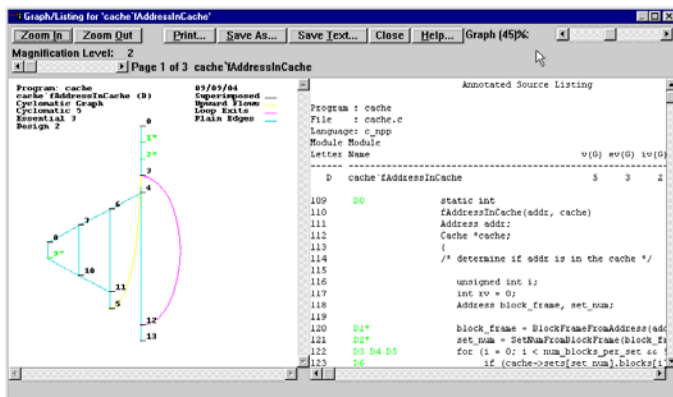 Graph/Listing for 'cache`fAddressInCache'
Zoom In Zoom Out Print... Save As... Save Text... Close Help... Graph (45)%:
Magnification Level: 2
Page 1 of 3 cache`fAddressInCache
Program: cache 09/09/04
cache`fAddressInCache (D) Superimposed
Cyclomatic Graph Upward Flows
Cyclomatic 5 Loop Exits
Essential 3 Plain Edges
Design 2
0
1*
2*
3
4
6
7
8
9*
10
11
5
12
13
Annotated Source Listing
Program : cache
File : cache.c
Language: c_npp
Module Module
Letter Name v(G) ev(G) iv(G)
D cache`fAddressInCache 5 3 2
109 D0 static int
110 fAddressInCache(addr, cache)
111 Address addr;
112 Cache *cache;
113 {
114 /* determine if addr is in the cache */
115
116 unsigned int i;
117 int rv = 0;
118 Address block_frame, set_num;
119
120 D1* block_frame = BlockFrameFromAddress(add
121 D2* set_num = SetNumFromBlockFrame(block_fr
122 D3 D4 D5 for (i = 0; i < num_blocks_per_set && !
123 D6 if (cache->sets[set_num].blocks[i